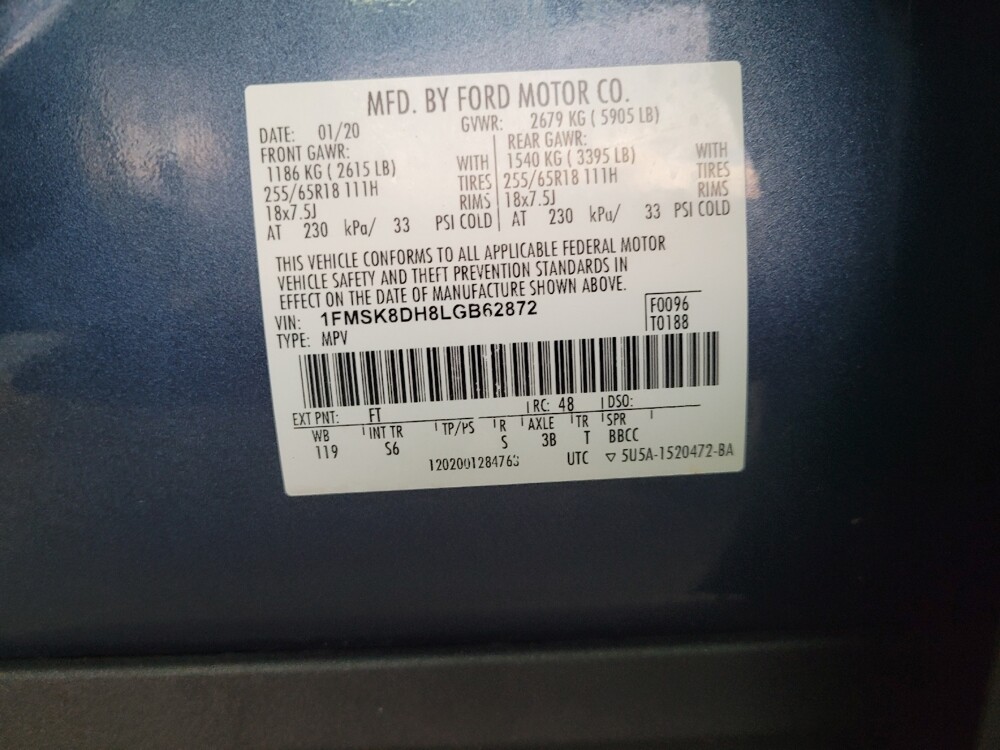 MFD. BY FORD MOTOR CO.
DATE: 01/20 GVWR: 2679 KG ( 5905 LB)
FRONT GAWR: REAR GAWR:
1186 KG ( 2615 LB) WITH 1540 KG ( 3395 LB) WITH
255/65R18 111H TIRES 255/65R18 111H TIRES
18x7.5J RIMS 18x7.5J RIMS
AT 230 kPa/ 33 PSI COLD AT 230 kPa/ 33 PSI COLD
THIS VEHICLE CONFORMS TO ALL APPLICABLE FEDERAL MOTOR
VEHICLE SAFETY AND THEFT PREVENTION STANDARDS IN
EFFECT ON THE DATE OF MANUFACTURE SHOWN ABOVE.
VIN: 1FMSK8DH8LGB62872 F0096
TYPE: MPV T0188
EXT PNT: FT RC: 48 DSO:
WB INT TR TP/PS R AXLE TR SPR
119 S6 S 3B T BBCC
1202001284763 UTC ▽ 5U5A-1520472-BA